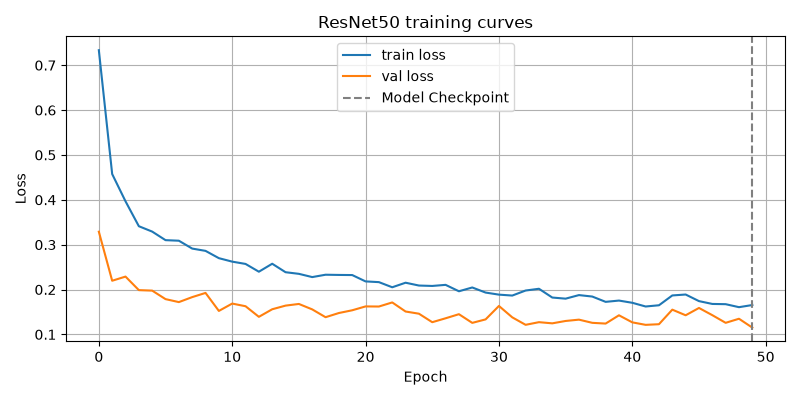 ResNet50 training curves
train loss
val loss
Model Checkpoint
Loss
0.7
0.6
0.5
0.4
0.3
0.2
0.1
0 10 20 30 40 50
Epoch